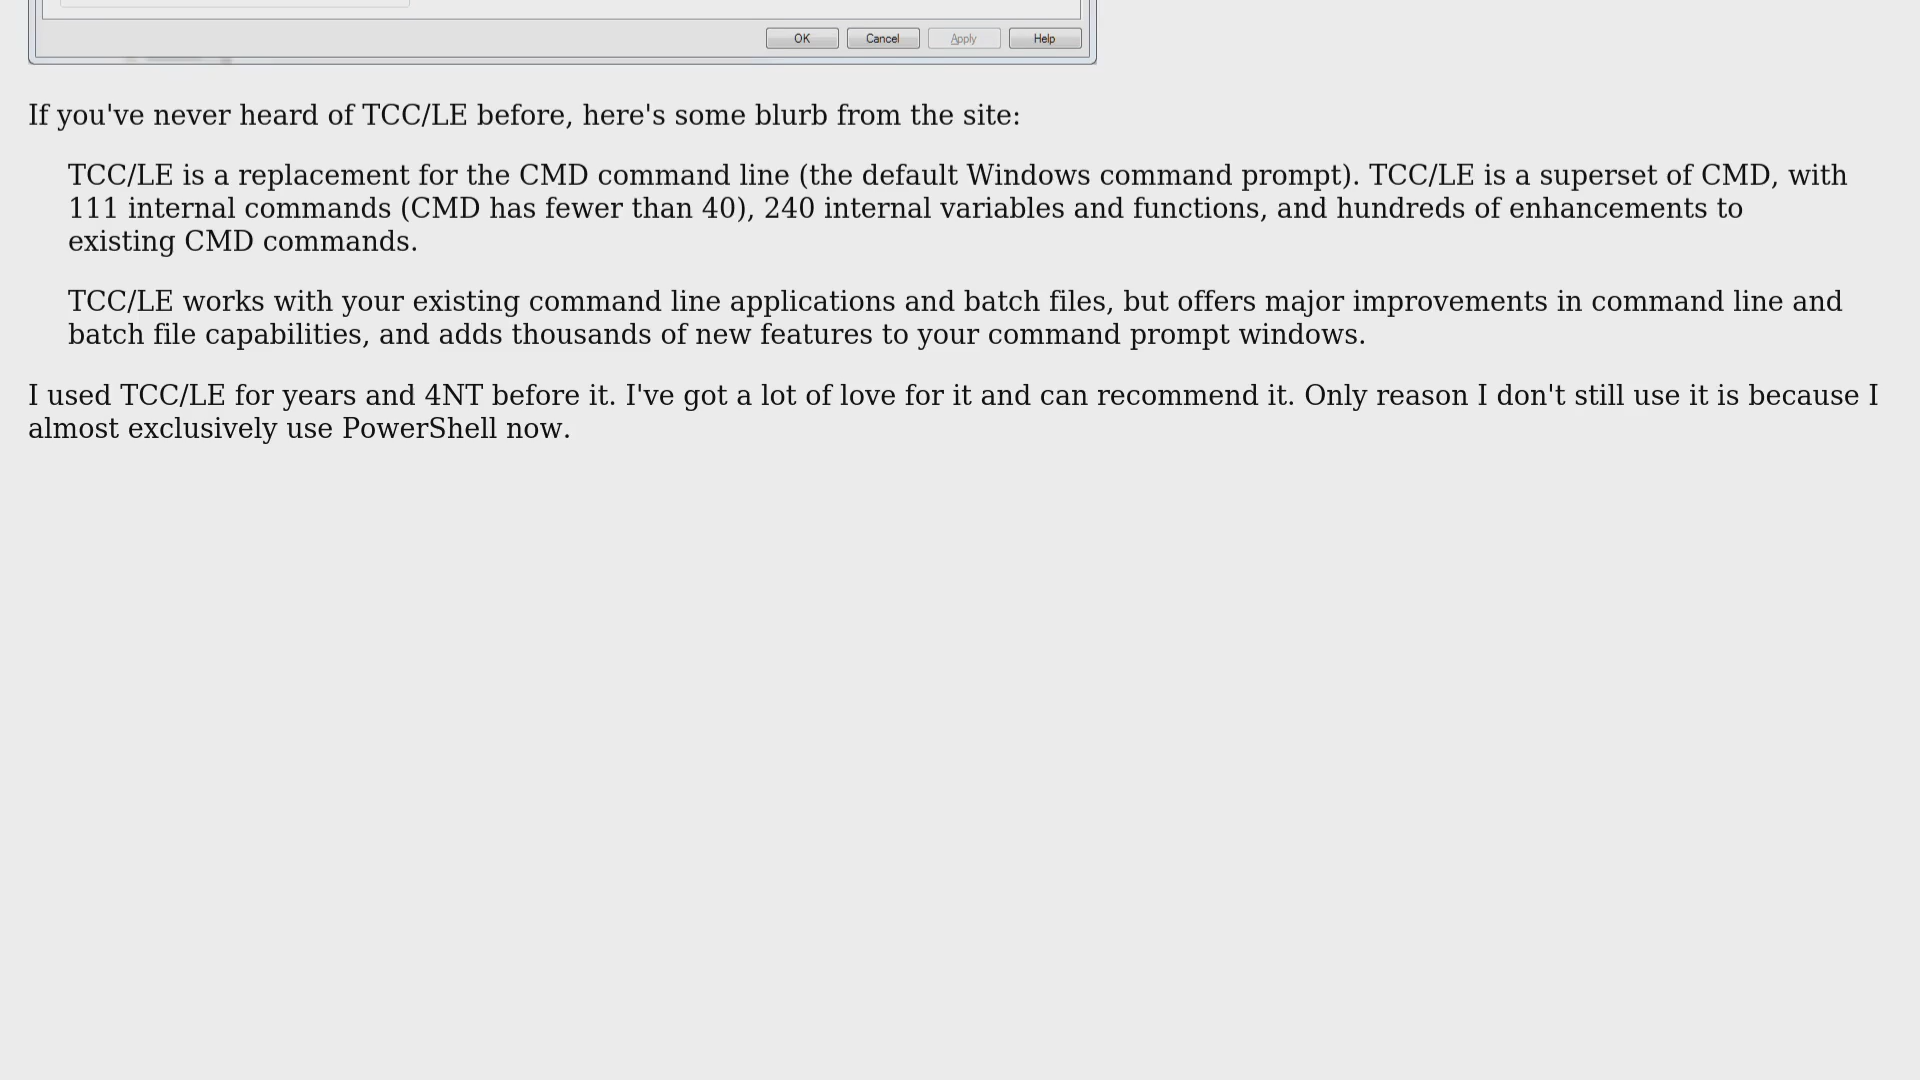 OK Cancel Apply Help
If you've never heard of TCC/LE before, here's some blurb from the site:
TCC/LE is a replacement for the CMD command line (the default Windows command prompt). TCC/LE is a superset of CMD, with
111 internal commands (CMD has fewer than 40), 240 internal variables and functions, and hundreds of enhancements to
existing CMD commands.
TCC/LE works with your existing command line applications and batch files, but offers major improvements in command line and
batch file capabilities, and adds thousands of new features to your command prompt windows.
I used TCC/LE for years and 4NT before it. I've got a lot of love for it and can recommend it. Only reason I don't still use it is because I
almost exclusively use PowerShell now.